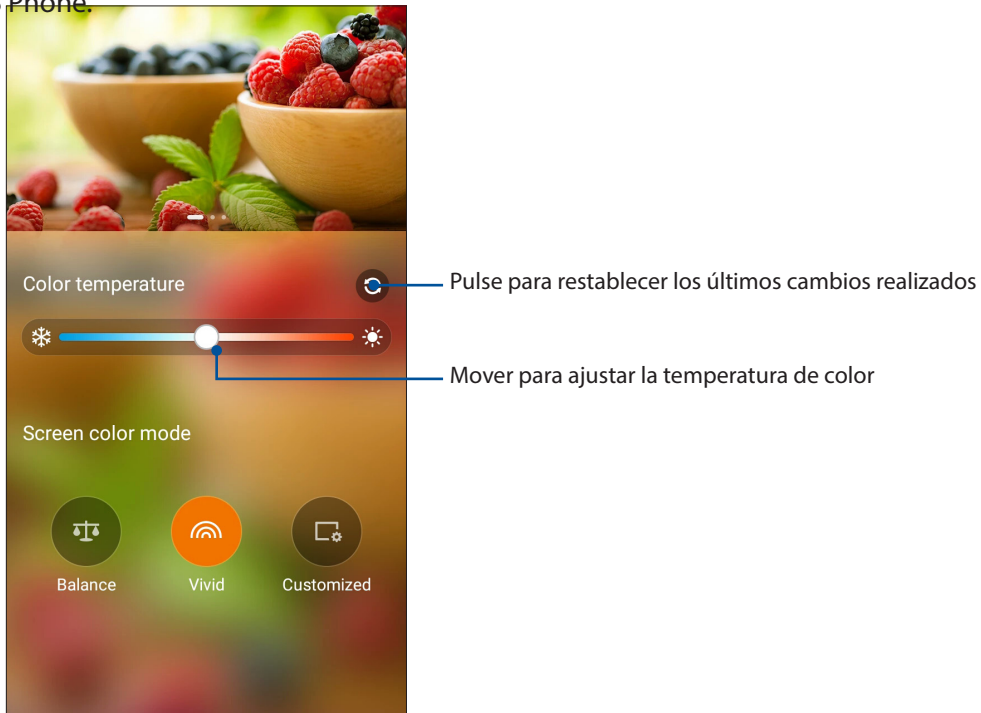 Phone.
Color temperature
Pulse para restablecer los últimos cambios realizados
Mover para ajustar la temperatura de color
Screen color mode
Balance
Vivid
Customized